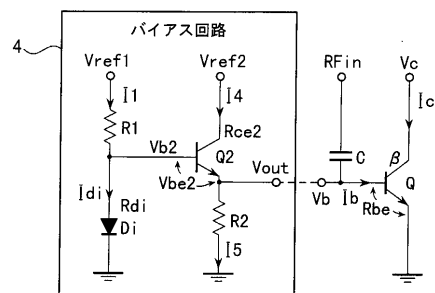 4
バイアス回路
Vref1 Vref2 RFin Vc
I1 I4 Ic
R1 Rce2
Vb2 Q2 C β
Vbe2 Vout Vb Ib Q
Idi Rdi Rbe
Di R2
I5